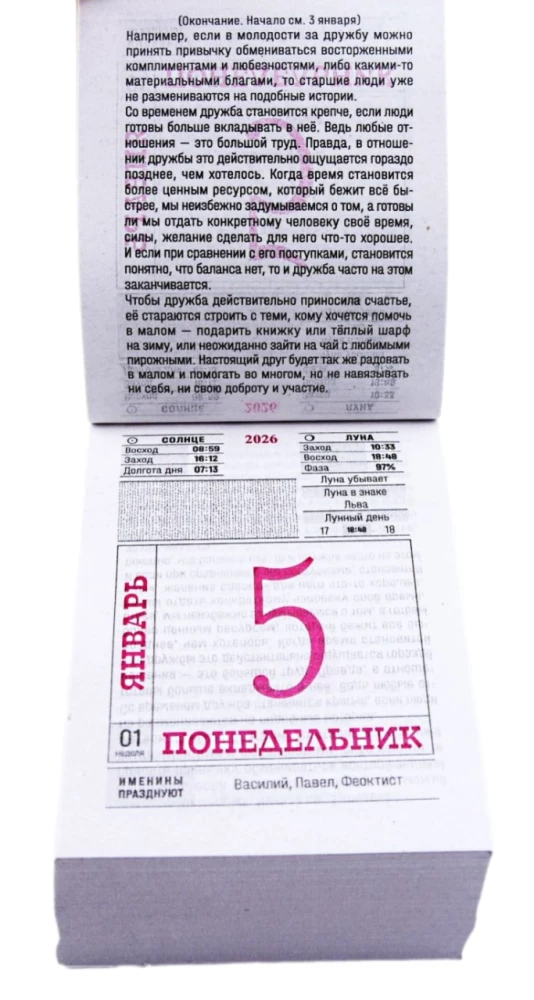 (Окончание. Начало см. 3 января)
Например, если в молодости за дружбу можно
принять привычку обмениваться восторженными
комплиментами и любезностями, либо какими-то
материальными благами, то старшие люди уже
не размениваются на подобные истории.
Со временем дружба становится крепче, если люди
готовы больше вкладывать в неё. Ведь любые от-
ношения — это большой труд. Правда, в отноше-
нии дружбы это действительно ощущается гораздо
позднее, чем хотелось. Когда время становится
более ценным ресурсом, который бежит всё бы-
стрее, мы неизбежно задумываемся о том, а готовы
ли мы отдать конкретному человеку своё время,
силы, желание сделать для него что-то хорошее.
И если при сравнении с его поступками, становится
понятно, что баланса нет, то и дружба часто на этом
заканчивается.
Чтобы дружба действительно приносила счастье,
её стараются строить с теми, кому хочется помочь
в малом — подарить книжку или тёплый шарф
на зиму, или неожиданно зайти на чай с любимыми
пирожными. Настоящий друг будет так же радовать
в малом и помогать во многом, но не навязывать
ни себя, ни свою доброту и участие.
СОЛНЦЕ
Восход 08:59
Заход 16:12
Долгота дня 07:13
2026
ЛУНА
Заход 10:33
Восход 18:48
Фаза 97%
Луна убывает
Луна в знаке
Льва
Лунный день
17 18:48 18
ЯНВАРЬ
5
01
НЕДЕЛЯ
ПОНЕДЕЛЬНИК
ИМЕНИНЫ
ПРАЗДНУЮТ
Василий, Павел, Феоктист